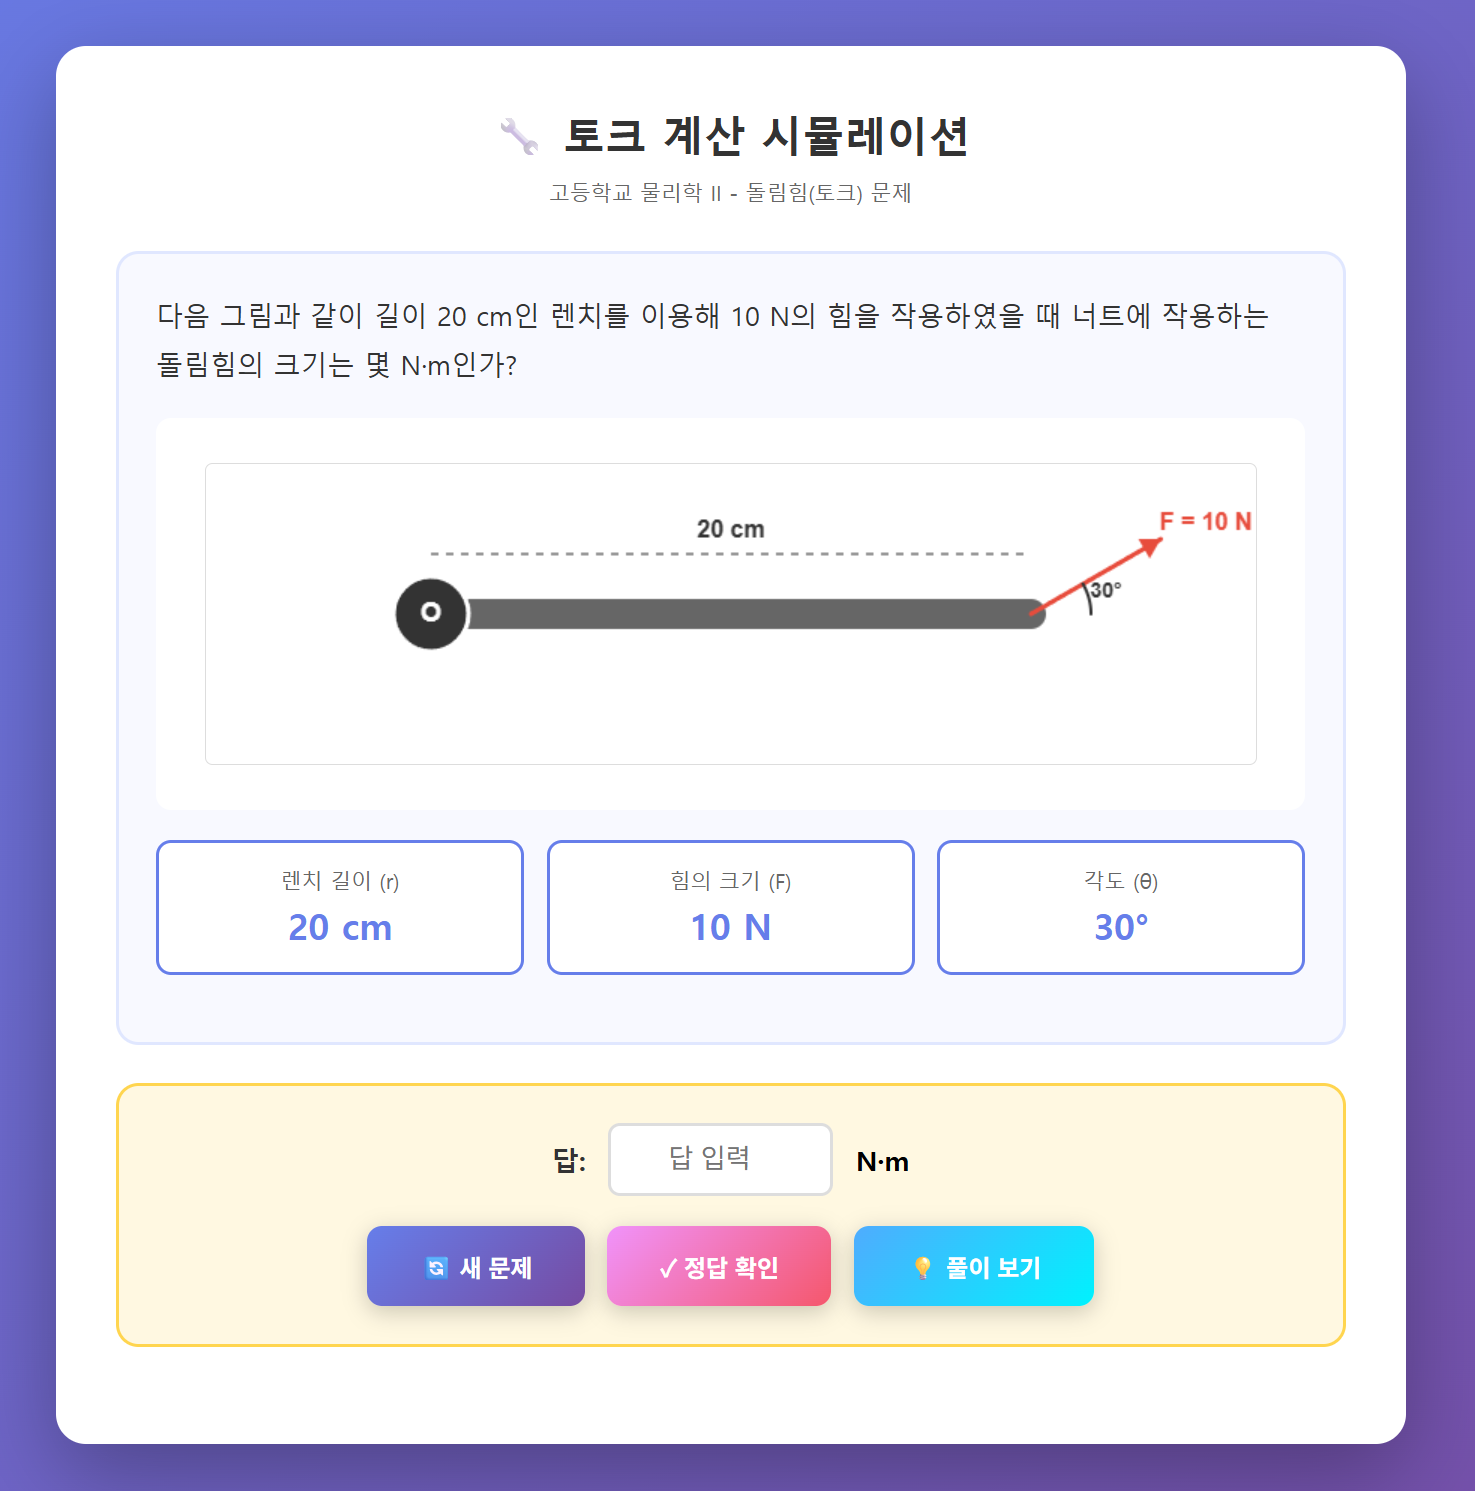 🔧 토크 계산 시뮬레이션
고등학교 물리학 II - 돌림힘(토크) 문제
다음 그림과 같이 길이 20 cm인 렌치를 이용해 10 N의 힘을 작용하였을 때 너트에 작용하는
돌림힘의 크기는 몇 N·m인가?
20 cm
F = 10 N
30°
O
렌치 길이 (r)
20 cm
힘의 크기 (F)
10 N
각도 (θ)
30°
답: 답 입력 N·m
🔄 새 문제
✓ 정답 확인
💡 풀이 보기